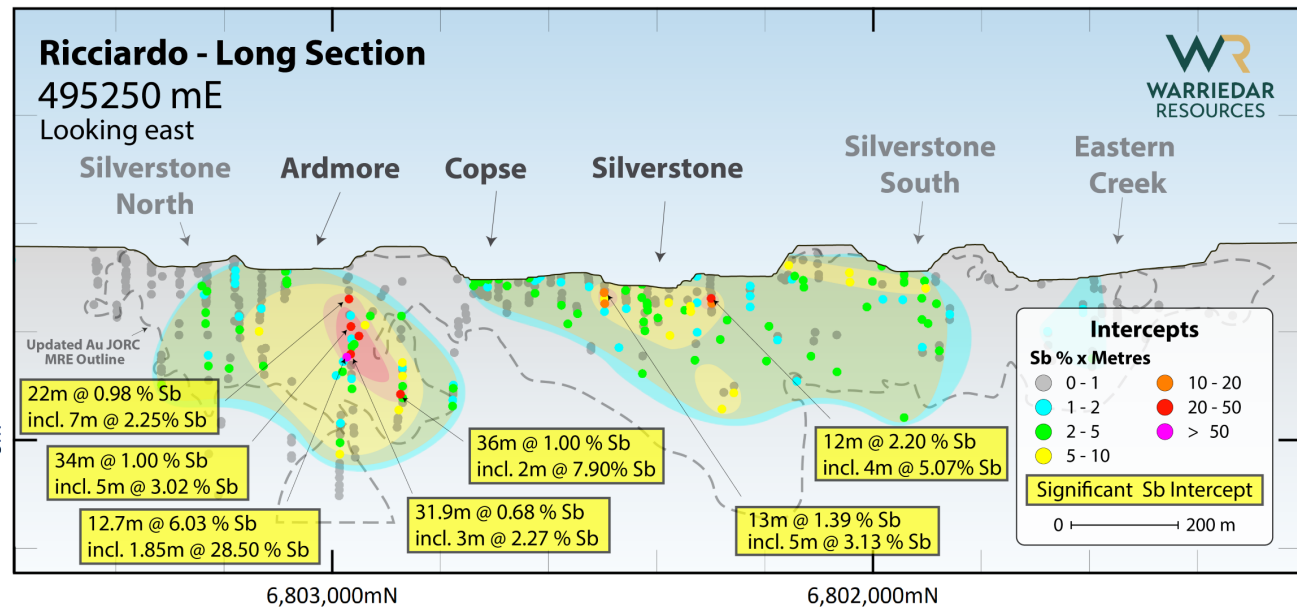 Ricciardo - Long Section
495250 mE
Looking east
WARRIEDAR
RESOURCES
Silverstone
North
Ardmore
Copse
Silverstone
Silverstone
South
Eastern
Creek
Updated Au JORC
MRE Outline
22m @ 0.98 % Sb
incl. 7m @ 2.25% Sb
34m @ 1.00 % Sb
incl. 5m @ 3.02 % Sb
12.7m @ 6.03 % Sb
incl. 1.85m @ 28.50 % Sb
36m @ 1.00 % Sb
incl. 2m @ 7.90% Sb
31.9m @ 0.68 % Sb
incl. 3m @ 2.27 % Sb
12m @ 2.20 % Sb
incl. 4m @ 5.07% Sb
13m @ 1.39 % Sb
incl. 5m @ 3.13 % Sb
Intercepts
Sb % x Metres
0 - 1
1 - 2
2 - 5
5 - 10
10 - 20
20 - 50
> 50
Significant Sb Intercept
0 200 m
6,803,000mN
6,802,000mN